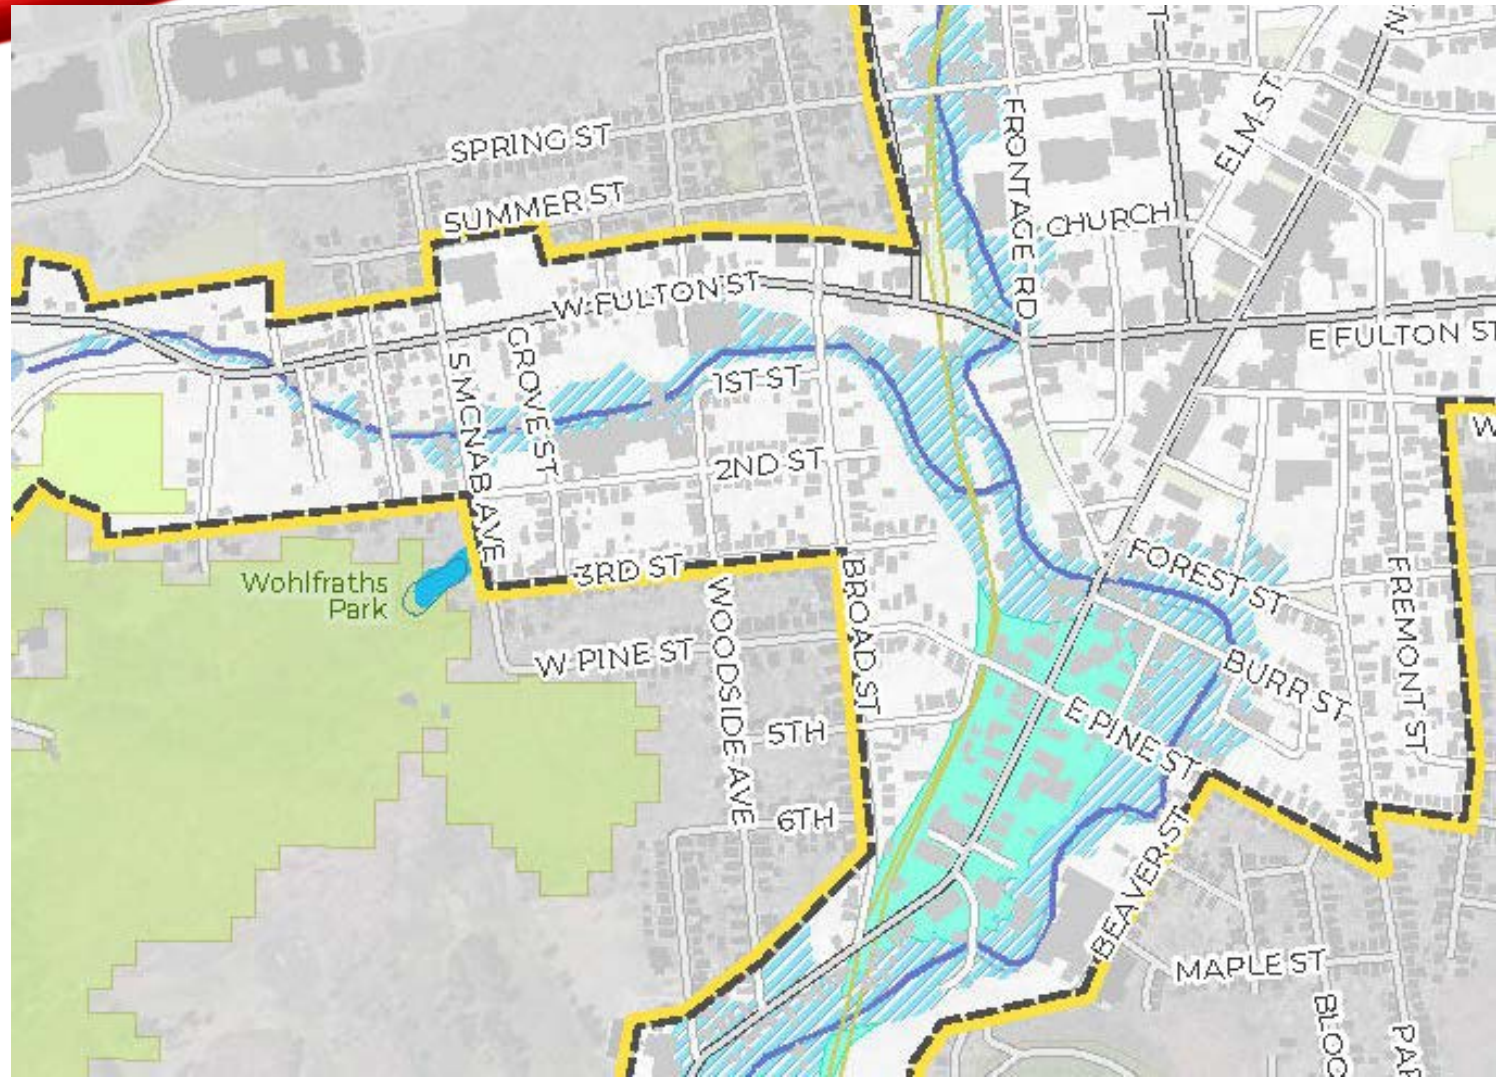 FRONTAGE RD
ELM ST
SPRING ST
SUMMER ST
CHURCH
W FULTON ST
E FULTON ST
GROVE ST
S MCNAB AVE
1ST ST
2ND ST
W
3RD ST
Wohlfraths
Park
FOREST ST
BROAD ST
WOODSIDE AVE
FREMONT ST
W PINE ST
BURR ST
E PINE ST
5TH
6TH
BEAVER ST
MAPLE ST
BLOO
PAR